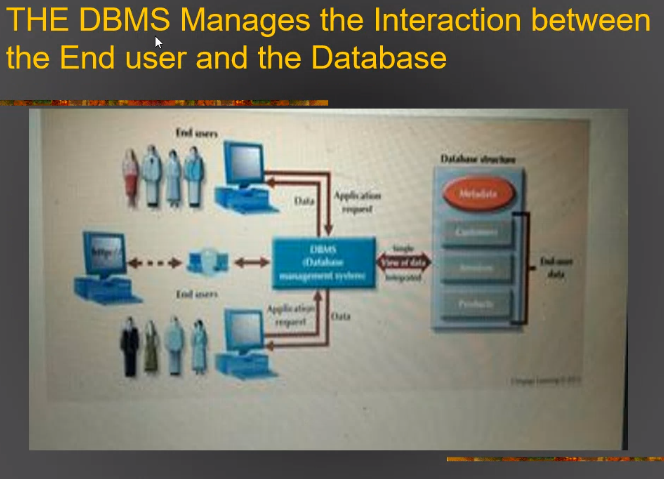 THE DBMS Manages the Interaction between
the End user and the Database
End users
Database structure
Metadata
Application
request
Data
Customers
http://
DBMS
(Database
management system)
Single
View of data
Integrated
End-user
data
End users
Products
Application
request
Data